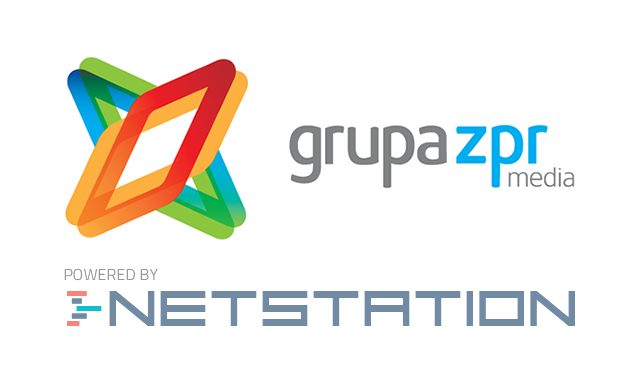 grupa zpr
media
POWERED BY
NETSTATION